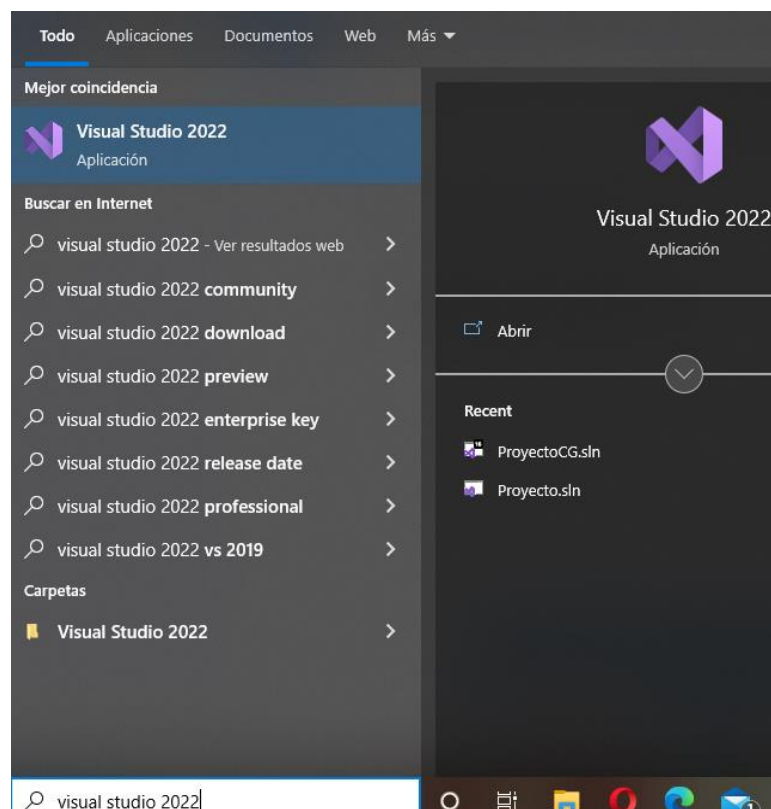 Todo Aplicaciones Documentos Web Más
Mejor coincidencia
Visual Studio 2022
Aplicación
Buscar en Internet
visual studio 2022 - Ver resultados web
visual studio 2022 community
visual studio 2022 download
visual studio 2022 preview
visual studio 2022 enterprise key
visual studio 2022 release date
visual studio 2022 professional
visual studio 2022 vs 2019
Carpetas
Visual Studio 2022
visual studio 2022
Visual Studio 2022
Aplicación
Abrir
Recent
ProyectoCG.sln
Proyecto.sln